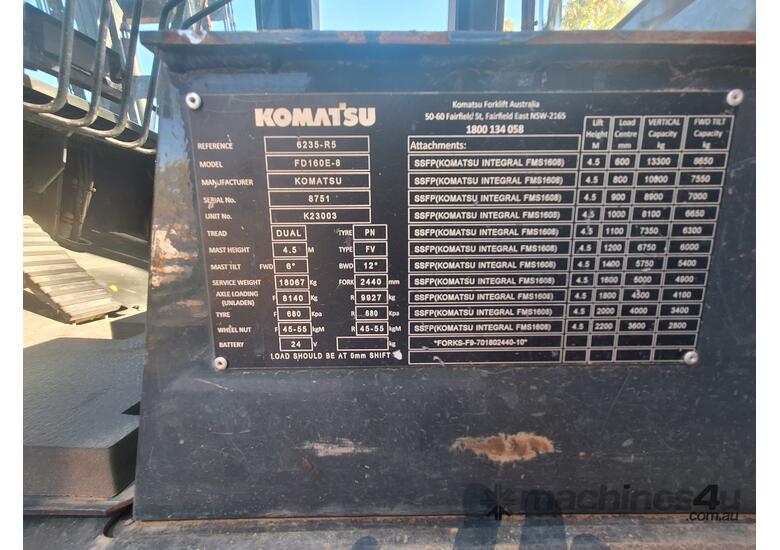 KOMATSU
Komatsu Forklift Australia
50-60 Fairfield St, Fairfield East NSW-2165
1800 134 058
REFERENCE 6235-R5
MODEL FD160E-8
MANUFACTURER KOMATSU
SERIAL No. 8751
UNIT No. K23003
TREAD DUAL TYRE PN
MAST HEIGHT 4.5 M TYPE FV
MAST TILT FWD 6° BWD 12°
SERVICE WEIGHT 18067 Kg FORK 2440 mm
AXLE LOADING (UNLADEN) F 8140 Kg R 9927 Kg
TYRE F 680 Kpa R 680 Kpa
WHEEL NUT F 45-55 kgM R 45-55 kgM
BATTERY 24 V kg
LOAD SHOULD BE AT 0mm SHIFT
Attachments: Lift Height M Load Centre mm VERTICAL Capacity kg FWD TILT Capacity kg
SSFP(KOMATSU INTEGRAL FMS1608) 4.5 600 13300 8650
SSFP(KOMATSU INTEGRAL FMS1608) 4.5 800 10800 7550
SSFP(KOMATSU INTEGRAL FMS1608) 4.5 900 8900 7000
SSFP(KOMATSU INTEGRAL FMS1608) 4.5 1000 8100 6650
SSFP(KOMATSU INTEGRAL FMS1608) 4.5 1100 7350 6300
SSFP(KOMATSU INTEGRAL FMS1608) 4.5 1200 6750 6000
SSFP(KOMATSU INTEGRAL FMS1608) 4.5 1400 5750 5400
SSFP(KOMATSU INTEGRAL FMS1608) 4.5 1600 5000 4900
SSFP(KOMATSU INTEGRAL FMS1608) 4.5 1800 4500 4100
SSFP(KOMATSU INTEGRAL FMS1608) 4.5 2000 4000 3400
SSFP(KOMATSU INTEGRAL FMS1608) 4.5 2200 3600 2800
*FORKS-F9-701802440-10*
machines4u
.com.au